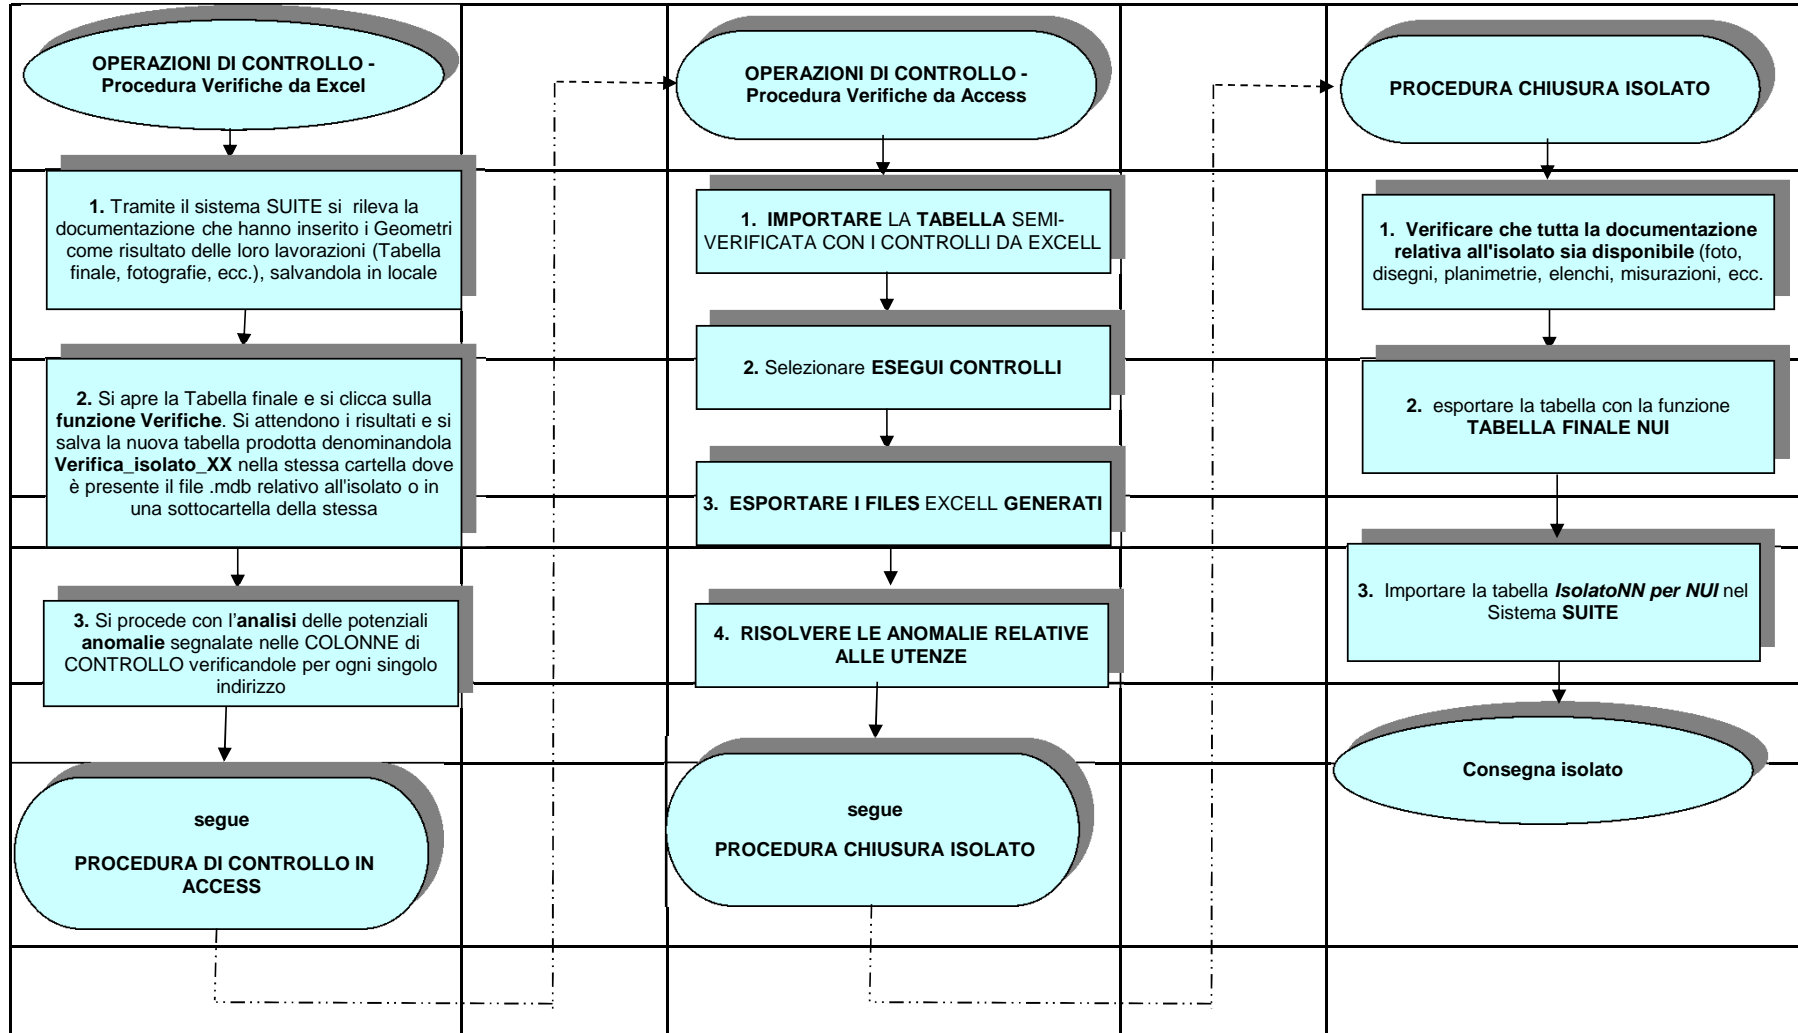 OPERAZIONI DI CONTROLLO -
Procedura Verifiche da Excel
1. Tramite il sistema SUITE si rileva la
documentazione che hanno inserito i Geometri
come risultato delle loro lavorazioni (Tabella
finale, fotografie, ecc.), salvandola in locale
2. Si apre la Tabella finale e si clicca sulla
funzione Verifiche. Si attendono i risultati e si
salva la nuova tabella prodotta denominandola
Verifica_isolato_XX nella stessa cartella dove
è presente il file .mdb relativo all'isolato o in
una sottocartella della stessa
3. Si procede con l'analisi delle potenziali
anomalie segnalate nelle COLONNE di
CONTROLLO verificandole per ogni singolo
indirizzo
segue
PROCEDURA DI CONTROLLO IN
ACCESS
OPERAZIONI DI CONTROLLO -
Procedura Verifiche da Access
1. IMPORTARE LA TABELLA SEMI-
VERIFICATA CON I CONTROLLI DA EXCELL
2. Selezionare ESEGUI CONTROLLI
3. ESPORTARE I FILES EXCELL GENERATI
4. RISOLVERE LE ANOMALIE RELATIVE
ALLE UTENZE
segue
PROCEDURA CHIUSURA ISOLATO
PROCEDURA CHIUSURA ISOLATO
1. Verificare che tutta la documentazione
relativa all'isolato sia disponibile (foto,
disegni, planimetrie, elenchi, misurazioni, ecc.
2. esportare la tabella con la funzione
TABELLA FINALE NUI
3. Importare la tabella IsolatoNN per NUI nel
Sistema SUITE
Consegna isolato